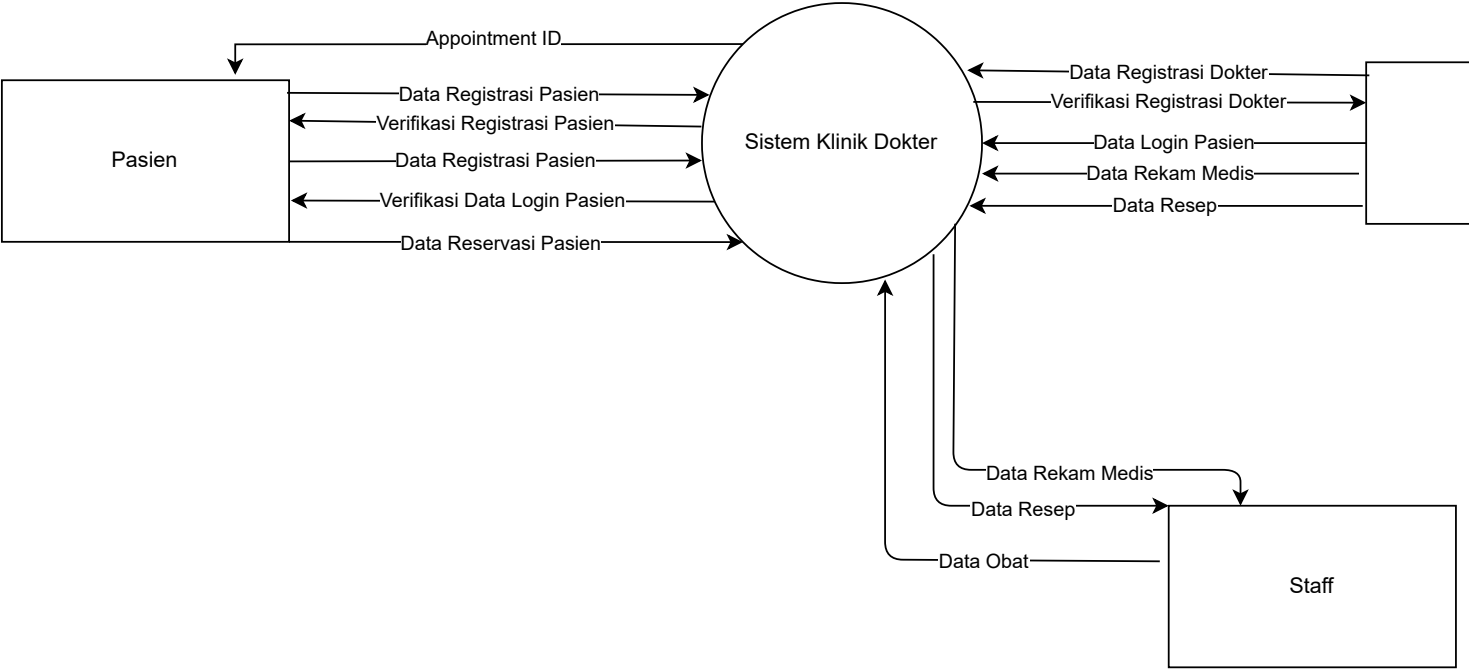 Appointment ID
Data Registrasi Pasien
Verifikasi Registrasi Pasien
Pasien
Data Registrasi Pasien
Verifikasi Data Login Pasien
Data Reservasi Pasien
Sistem Klinik Dokter
Data Registrasi Dokter
Verifikasi Registrasi Dokter
Data Login Pasien
Data Rekam Medis
Data Resep
Data Rekam Medis
Data Resep
Data Obat
Staff